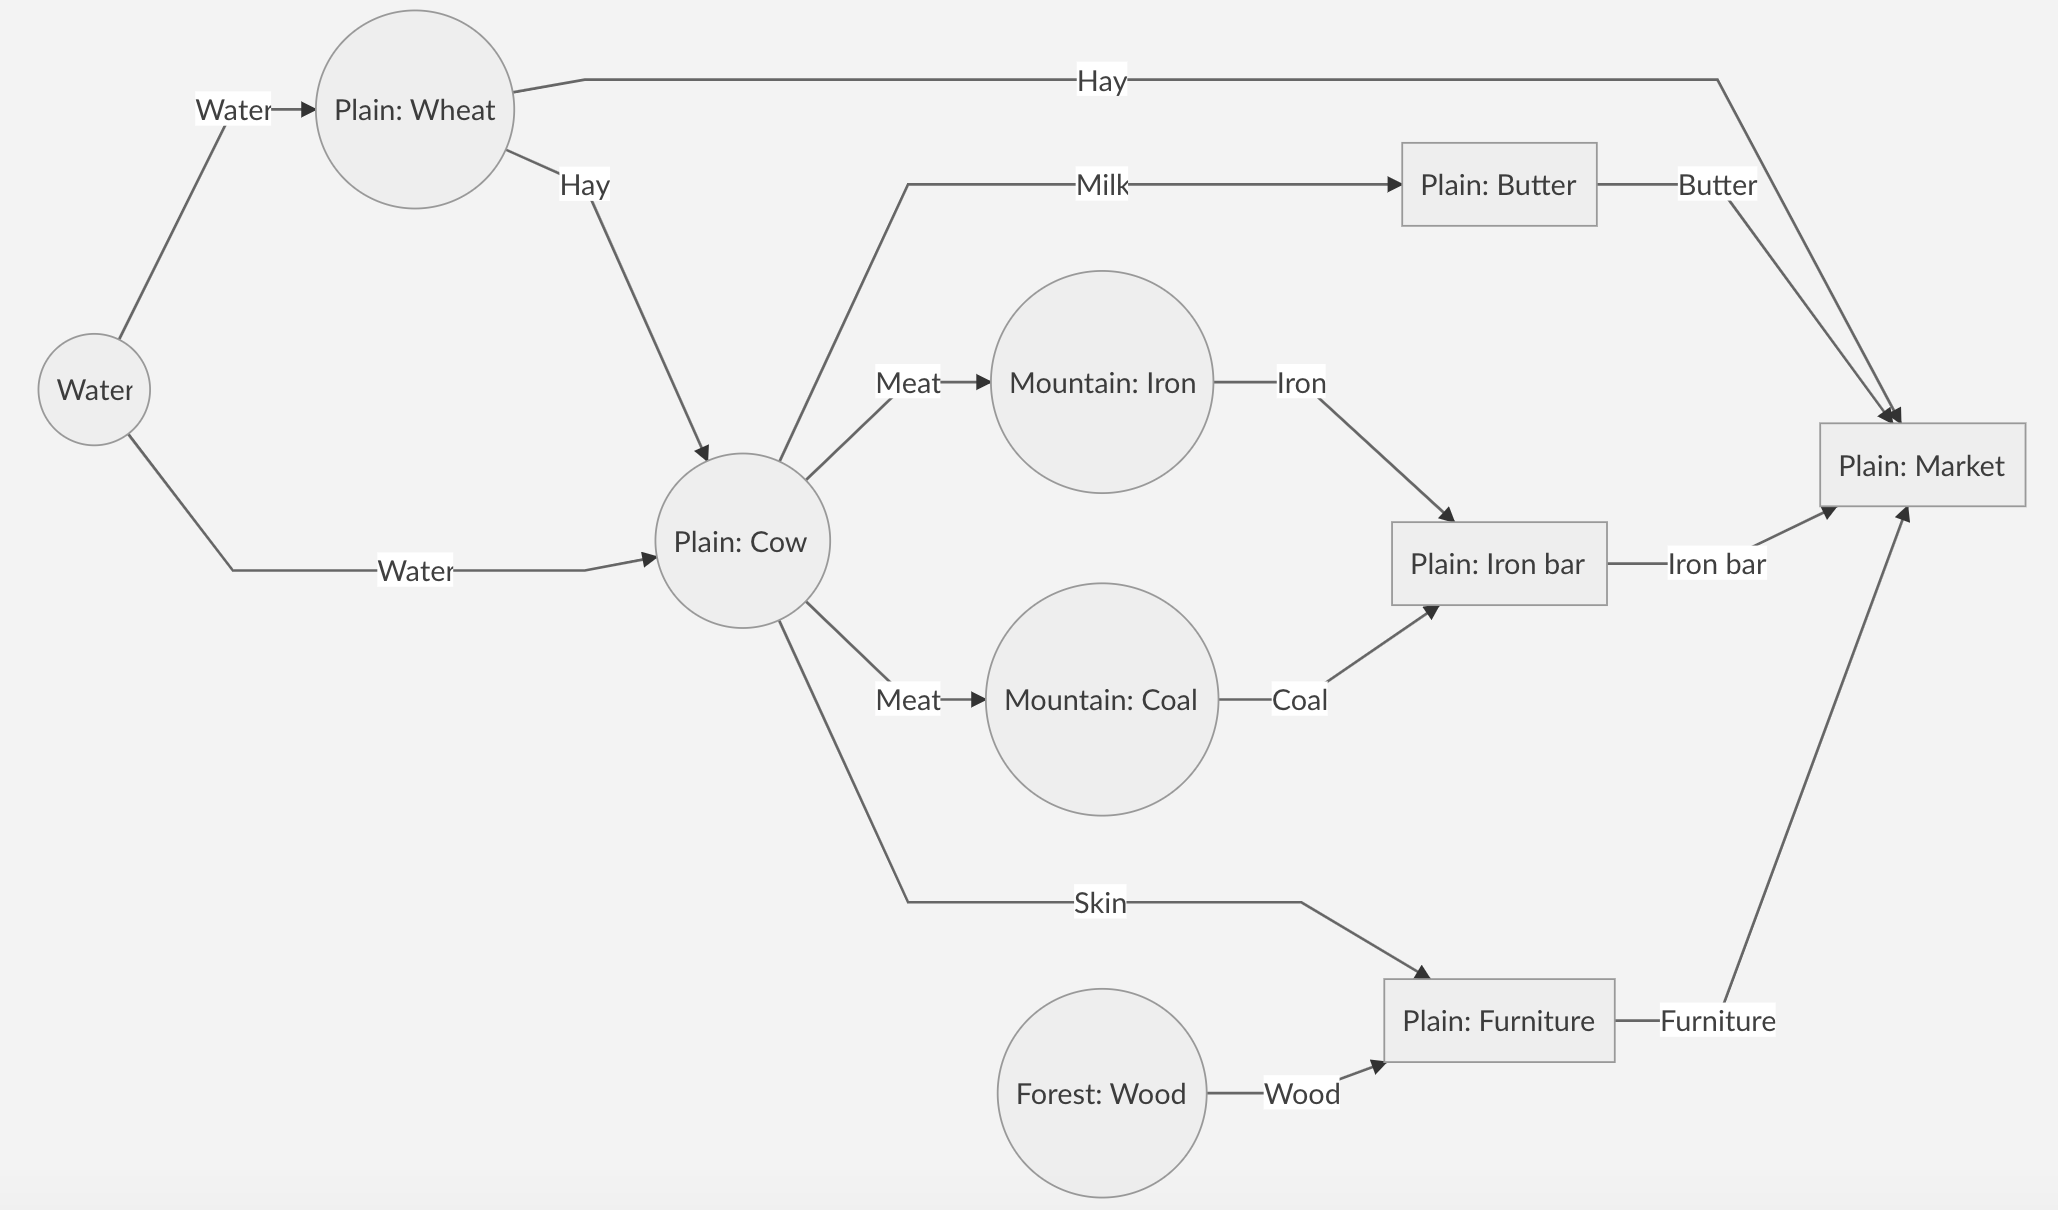 Hay
Water
Plain: Wheat
Hay
Milk
Plain: Butter
Butter
Water
Meat
Mountain: Iron
Iron
Plain: Market
Plain: Cow
Water
Plain: Iron bar
Iron bar
Meat
Mountain: Coal
Coal
Skin
Plain: Furniture
Furniture
Forest: Wood
Wood